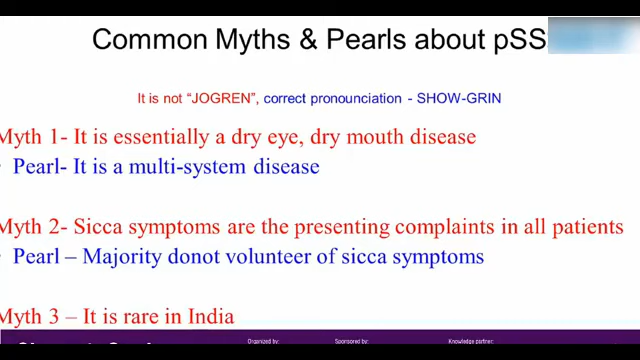 Common Myths & Pearls about pSS
It is not “JOGREN”, correct pronounciation - SHOW-GRIN
Myth 1- It is essentially a dry eye, dry mouth disease
Pearl- It is a multi-system disease
Myth 2- Sicca symptoms are the presenting complaints in all patients
Pearl – Majority donot volunteer of sicca symptoms
Myth 3 – It is rare in India
Organized by: Sponsored by: Knowledge partner: